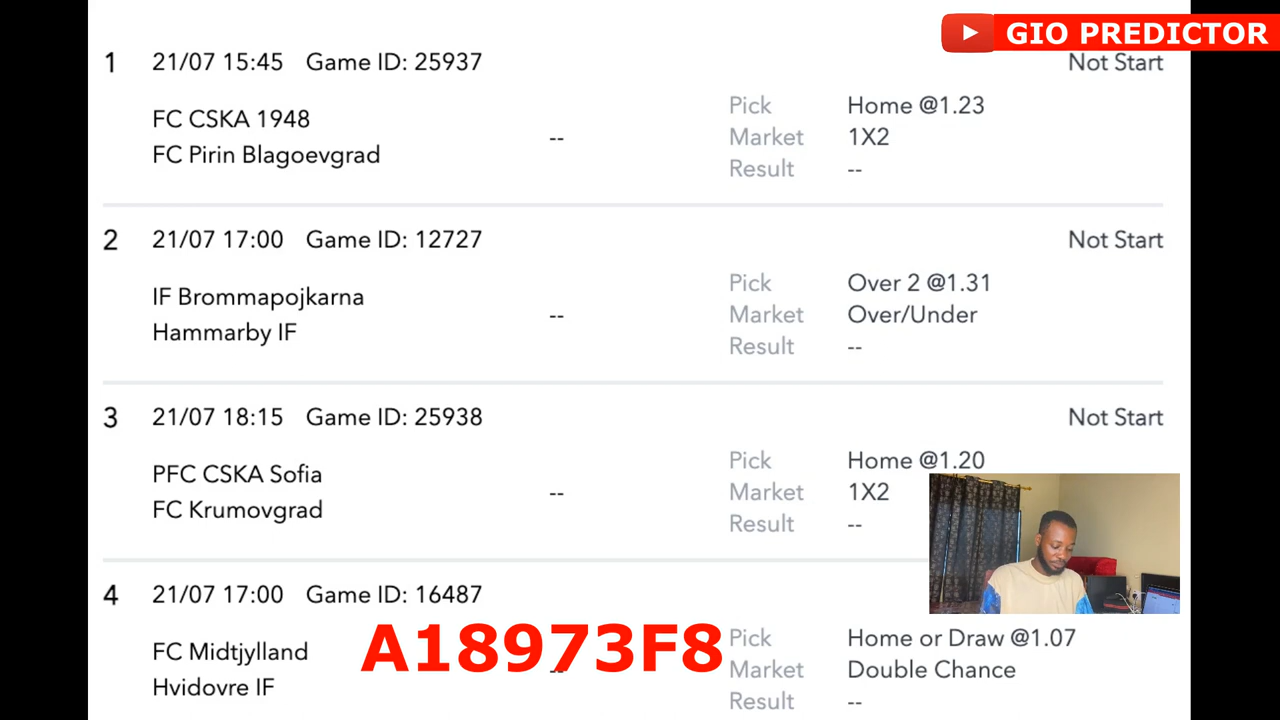 GIO PREDICTOR
1 21/07 15:45 Game ID: 25937 Not Start
FC CSKA 1948
FC Pirin Blagoevgrad
--
Pick Home @1.23
Market 1X2
Result --
2 21/07 17:00 Game ID: 12727 Not Start
IF Brommapojkarna
Hammarby IF
--
Pick Over 2 @1.31
Market Over/Under
Result --
3 21/07 18:15 Game ID: 25938 Not Start
PFC CSKA Sofia
FC Krumovgrad
--
Pick Home @1.20
Market 1X2
Result --
4 21/07 17:00 Game ID: 16487
FC Midtjylland
Hvidovre IF
--
A18973F8
Pick Home or Draw @1.07
Market Double Chance
Result --